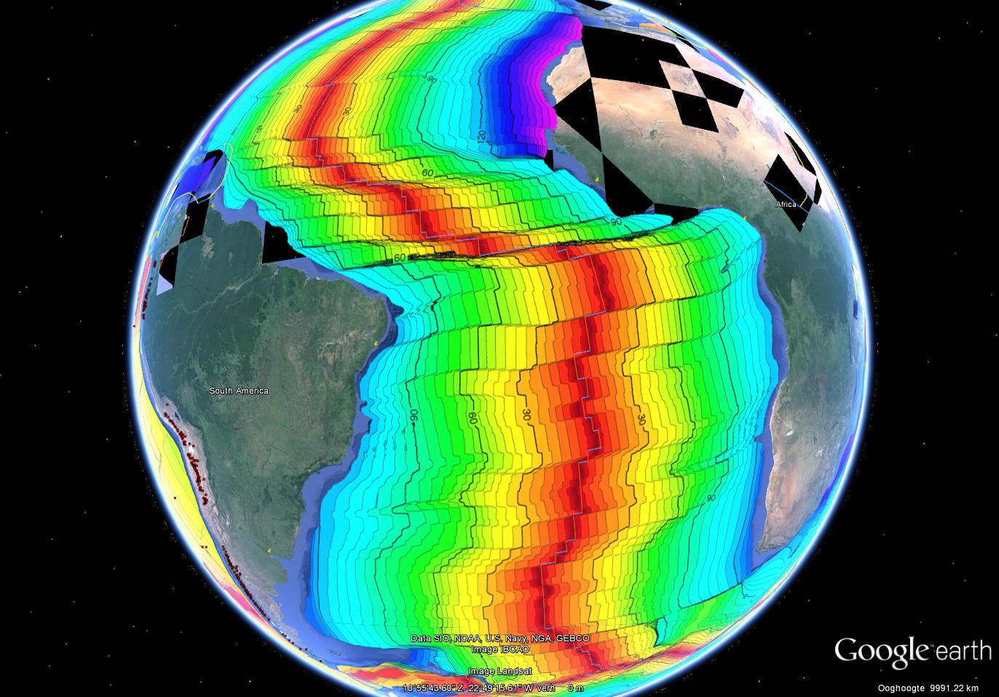 90
30
30
120
60
Africa
90
60
South America
90
60
30
30
90
Data SIO, NOAA, U.S. Navy, NGA, GEBCO
Image IBCAO
Image Landsat
10°55'43.60" Z  22°49'15.61" W  verh  0 m
Google earth
Ooghoogte  9991.22 km